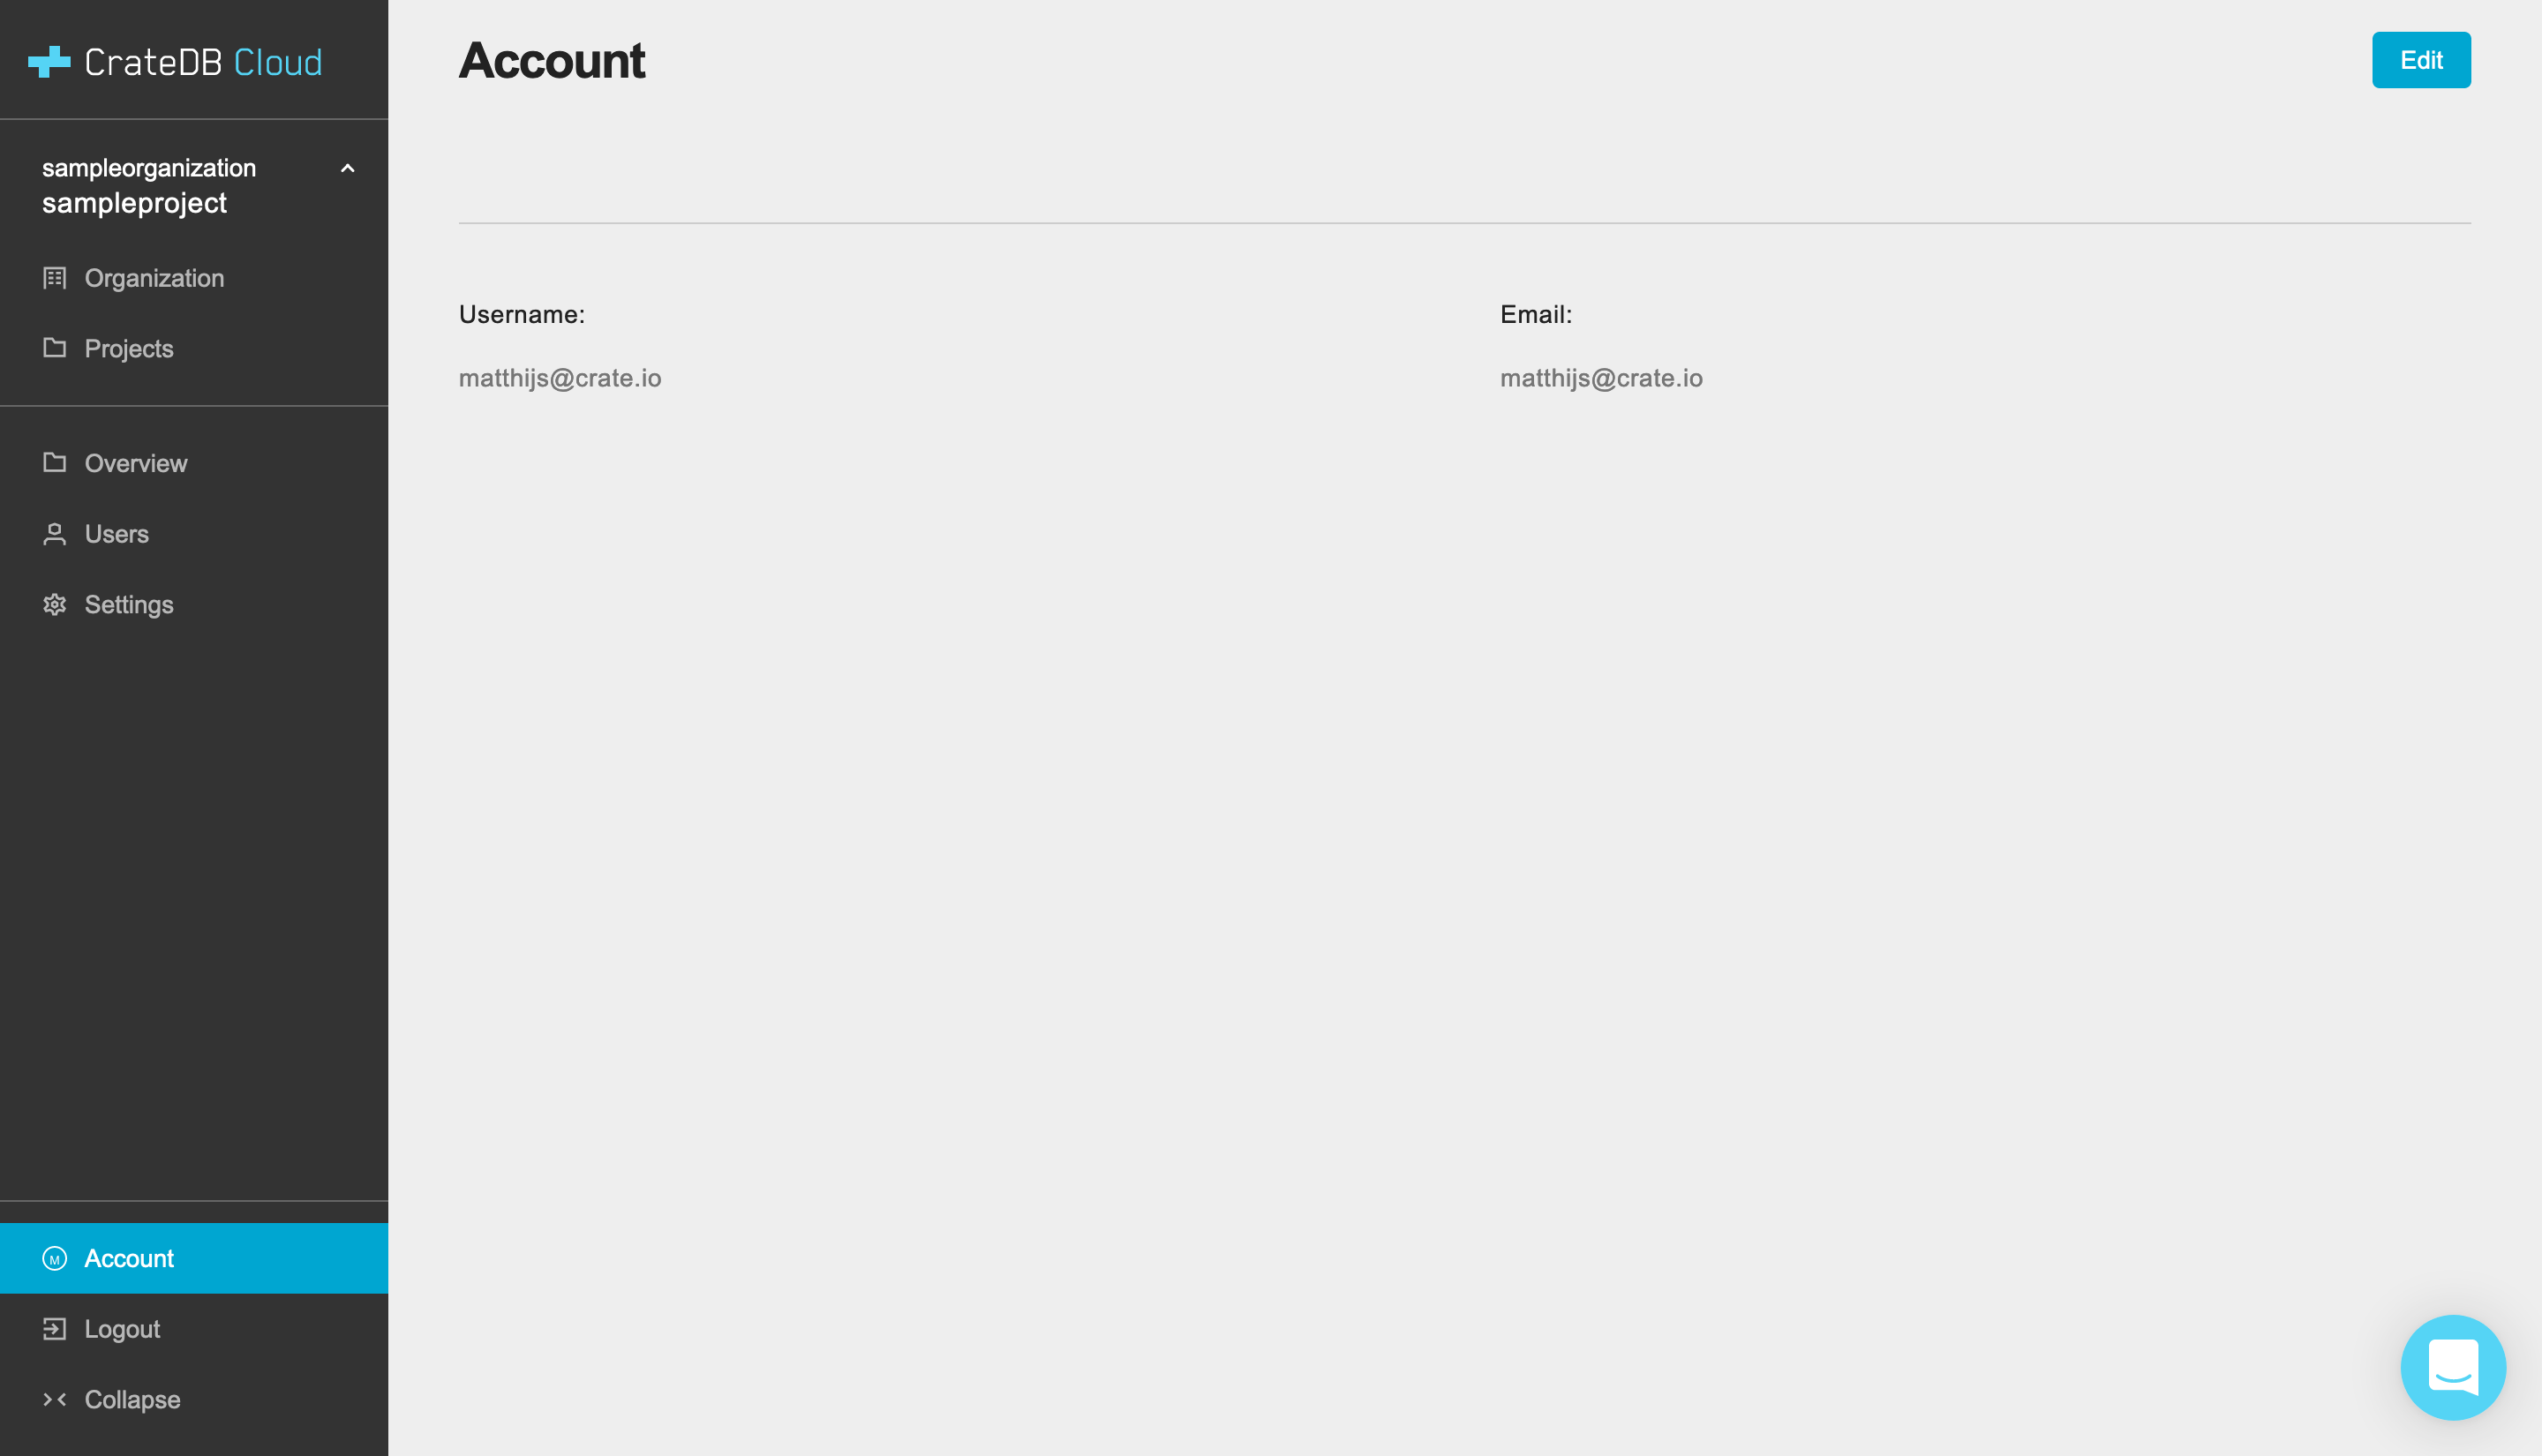 CrateDB Cloud
sampleorganization
sampleproject
Organization
Projects
Overview
Users
Settings
M Account
Logout
Collapse
Account
Edit
Username:
matthijs@crate.io
Email:
matthijs@crate.io